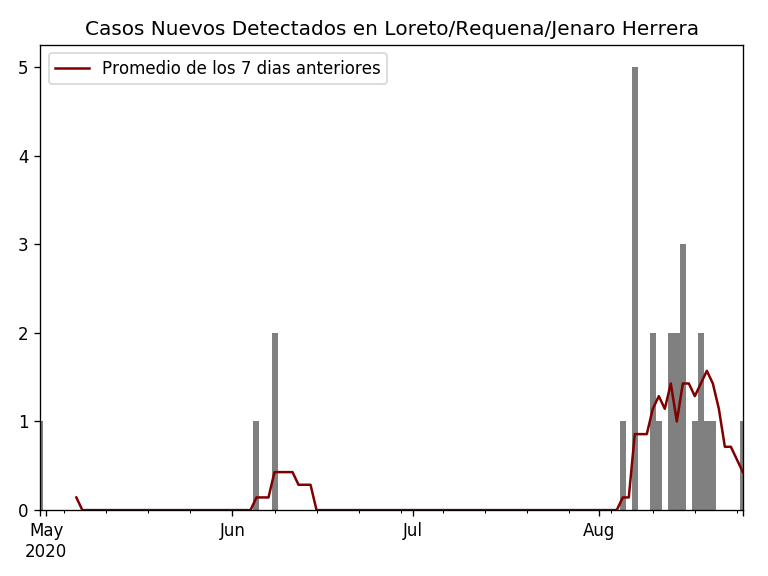 Casos Nuevos Detectados en Loreto/Requena/Jenaro Herrera
Promedio de los 7 dias anteriores
5
4
3
2
1
0
May
2020
Jun
Jul
Aug